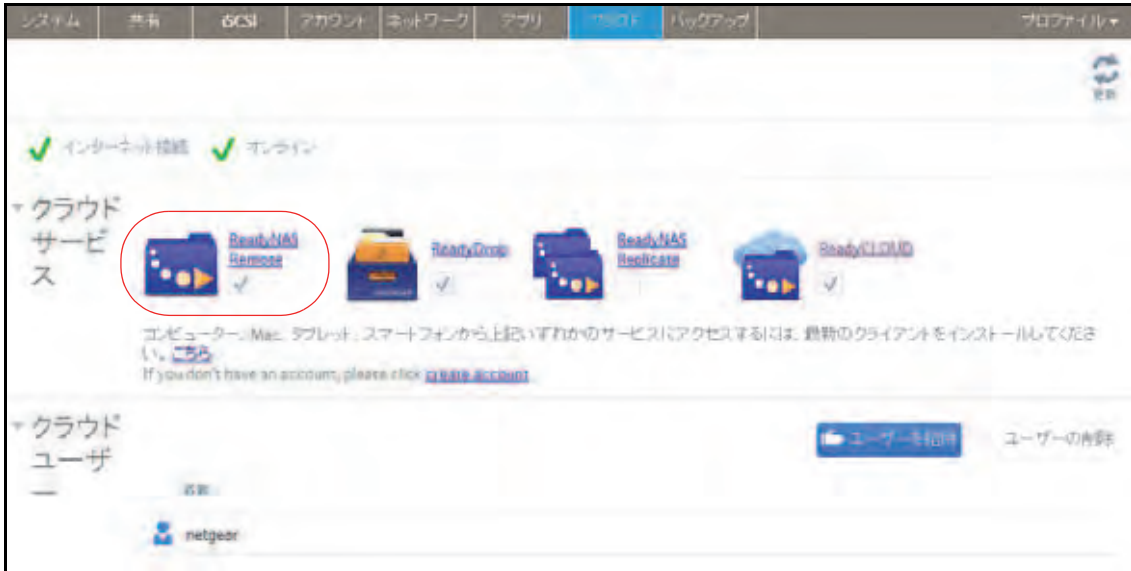 システム 共有 iSCSI アカウント ネットワーク アプリ クラウド バックアップ プロファイル
更新
インターネット接続 オンライン
クラウド
サービ
ス
ReadyNAS
Remote
ReadyDrop
ReadyNAS
Replicate
ReadyCLOUD
コンピューター、Mac、タブレット、スマートフォンから上記いずれかのサービスにアクセスするには、最新のクライアントをインストールしてくださ
い。こちら
If you don't have an account, please click create account
クラウド
ユーザ
ー
ユーザーを招待 ユーザーの削除
名前
netgear